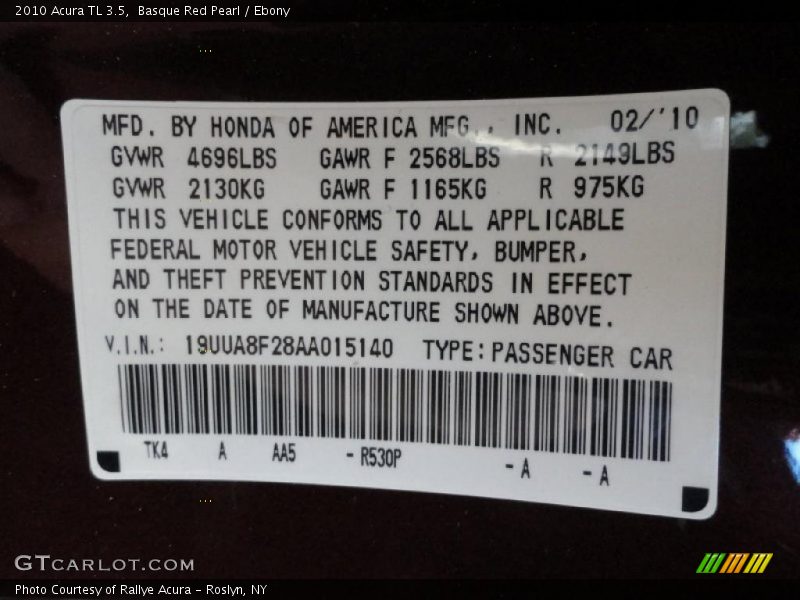 2010 Acura TL 3.5, Basque Red Pearl / Ebony
MFD. BY HONDA OF AMERICA MFG., INC. 02/'10
GVWR 4696LBS GAWR F 2568LBS R 2149LBS
GVWR 2130KG GAWR F 1165KG R 975KG
THIS VEHICLE CONFORMS TO ALL APPLICABLE
FEDERAL MOTOR VEHICLE SAFETY, BUMPER,
AND THEFT PREVENTION STANDARDS IN EFFECT
ON THE DATE OF MANUFACTURE SHOWN ABOVE.
V.I.N.: 19UUA8F28AA015140 TYPE: PASSENGER CAR
TK4 A AA5 - R530P - A - A
GTCARLOT.COM
Photo Courtesy of Rallye Acura - Roslyn, NY